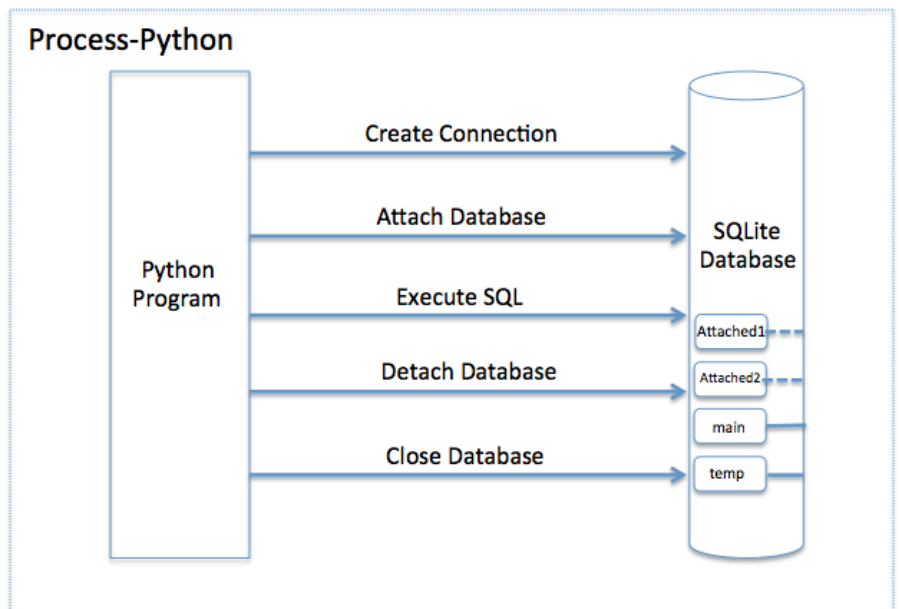 Process-Python
Create Connection
Attach Database
SQLite
Database
Python
Program
Execute SQL
Attached1
Detach Database
Attached2
main
Close Database
temp